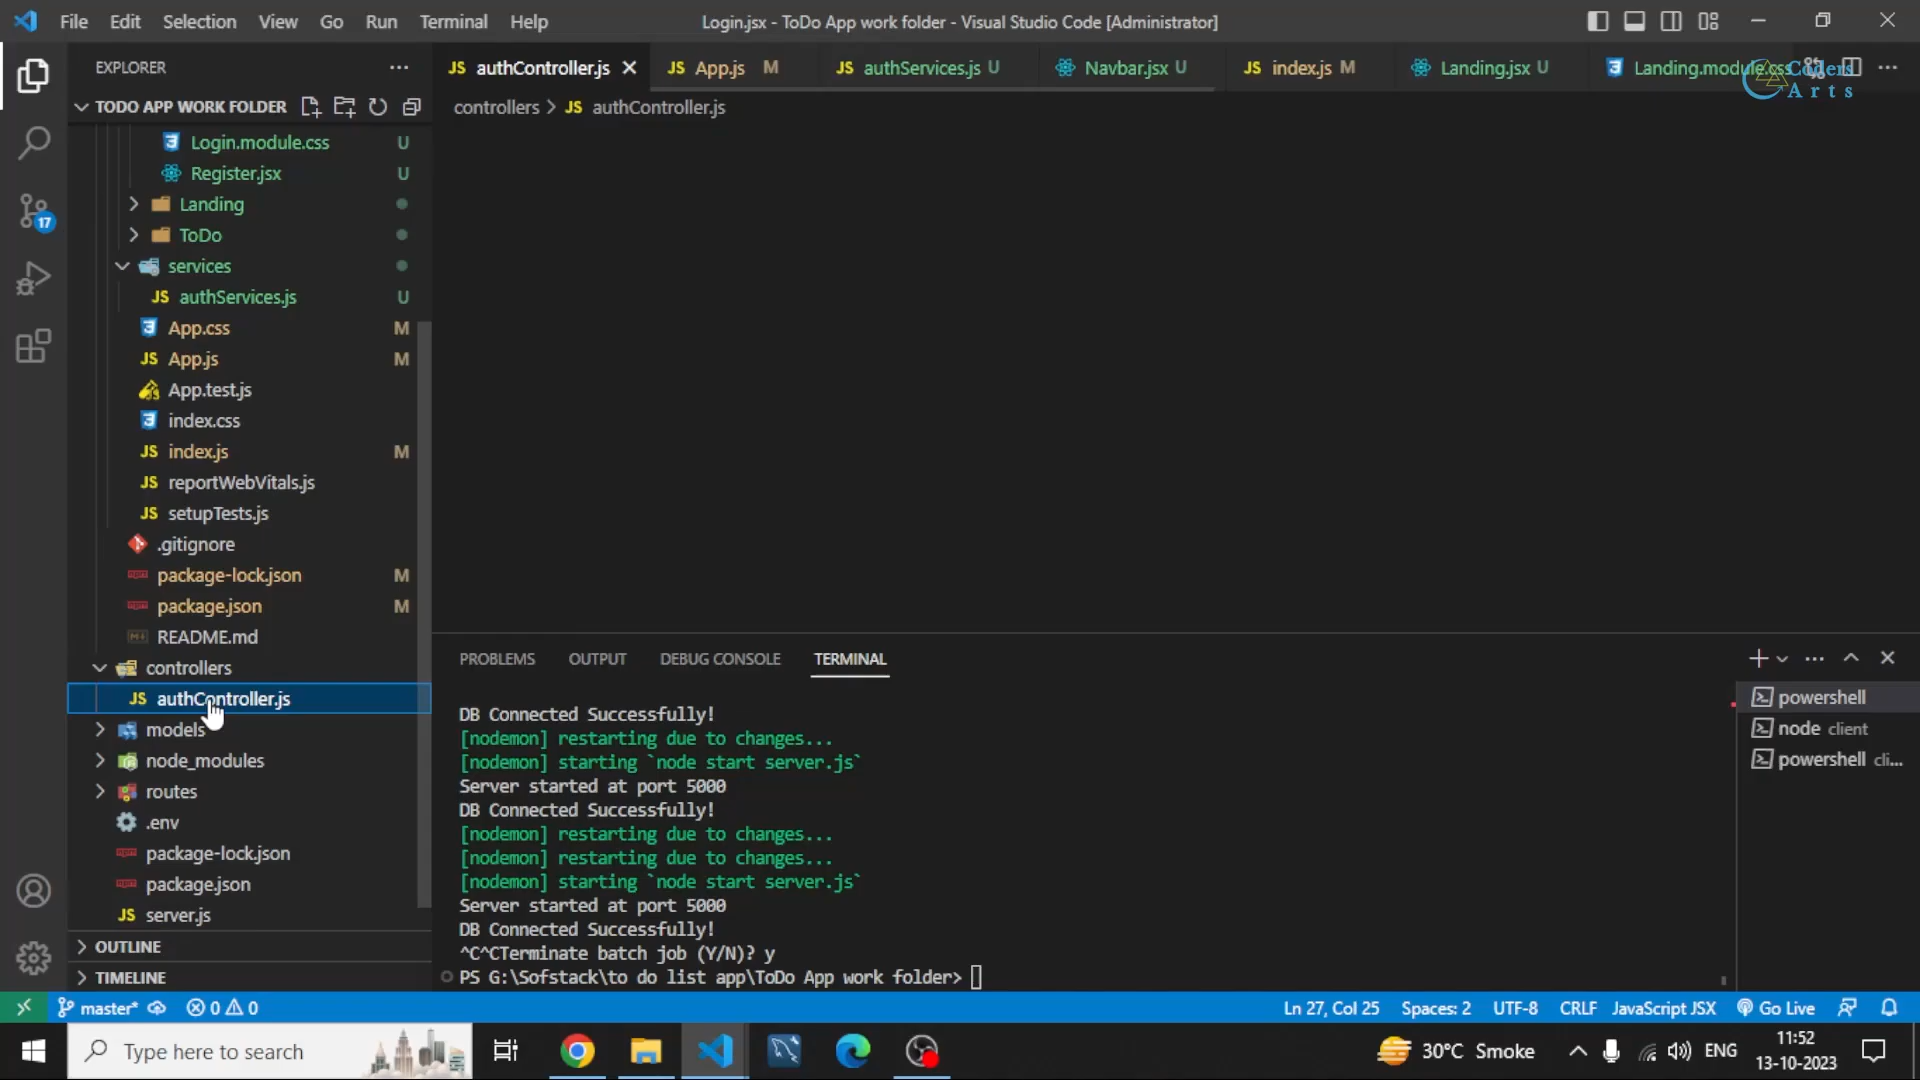 File Edit Selection View Go Run Terminal Help
Login.jsx - ToDo App work folder - Visual Studio Code [Administrator]
EXPLORER
TODO APP WORK FOLDER
Login.module.css U
Register.jsx U
Landing
ToDo
services
authServices.js U
App.css M
App.js M
App.test.js
index.css
index.js M
reportWebVitals.js
setupTests.js
.gitignore
package-lock.json M
package.json M
README.md
controllers
authController.js
models
node_modules
routes
.env
package-lock.json
package.json
server.js
OUTLINE
TIMELINE
authController.js App.js M authServices.js U Navbar.jsx U index.js M Landing.jsx U Landing.module.css
Coders
Arts
controllers > JS authController.js
PROBLEMS OUTPUT DEBUG CONSOLE TERMINAL
DB Connected Successfully!
[nodemon] restarting due to changes...
[nodemon] starting `node start server.js`
Server started at port 5000
DB Connected Successfully!
[nodemon] restarting due to changes...
[nodemon] restarting due to changes...
[nodemon] starting `node start server.js`
Server started at port 5000
DB Connected Successfully!
^C^CTerminate batch job (Y/N)? y
PS G:\Sofstack\to do list app\ToDo App work folder>
powershell
node client
powershell cli...
17
master* 0 0
Ln 27, Col 25 Spaces: 2 UTF-8 CRLF JavaScript JSX Go Live
Type here to search
30°C Smoke
ENG
11:52
13-10-2023